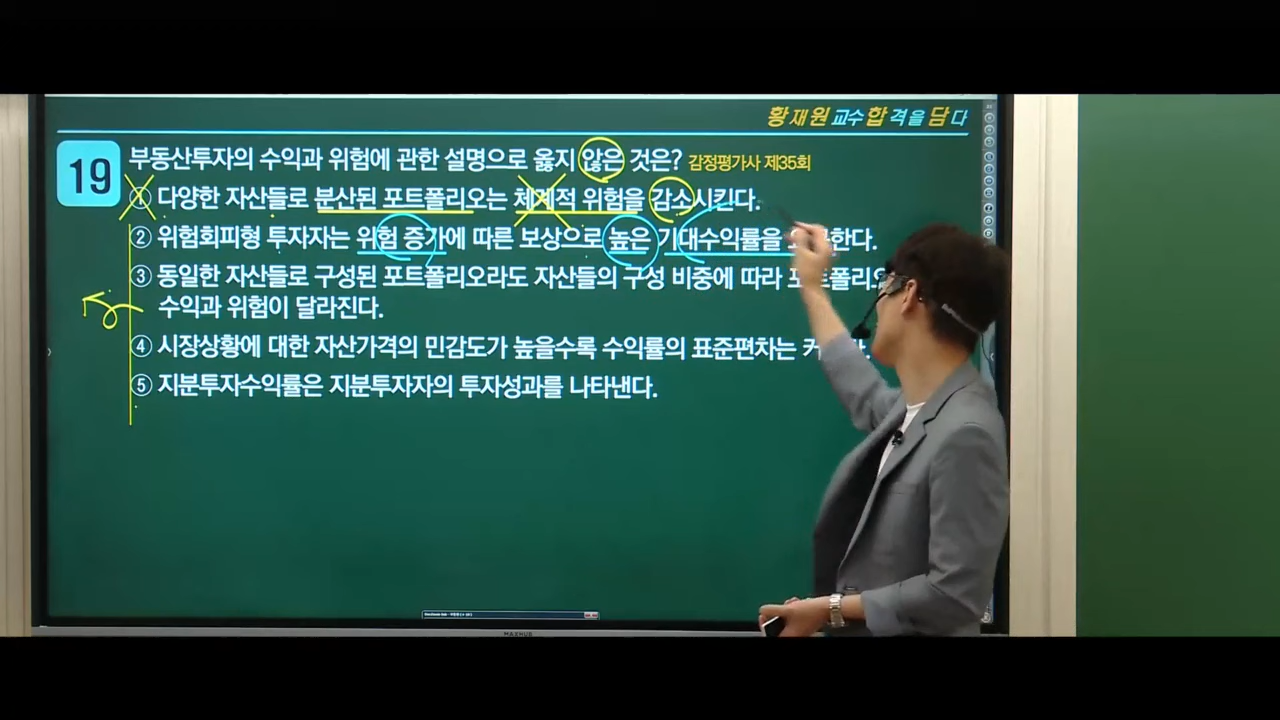 황재원 교수 합격을 담다
19 부동산투자의 수익과 위험에 관한 설명으로 옳지 않은 것은? 감정평가사 제35회
① 다양한 자산들로 분산된 포트폴리오는 체계적 위험을 감소시킨다.
② 위험회피형 투자자는 위험 증가에 따른 보상으로 높은 기대수익률을 한다.
③ 동일한 자산들로 구성된 포트폴리오라도 자산들의 구성 비중에 따라 포트폴리오
수익과 위험이 달라진다.
④ 시장상황에 대한 자산가격의 민감도가 높을수록 수익률의 표준편차는
⑤ 지분투자수익률은 지분투자자의 투자성과를 나타낸다.
MAXHUB